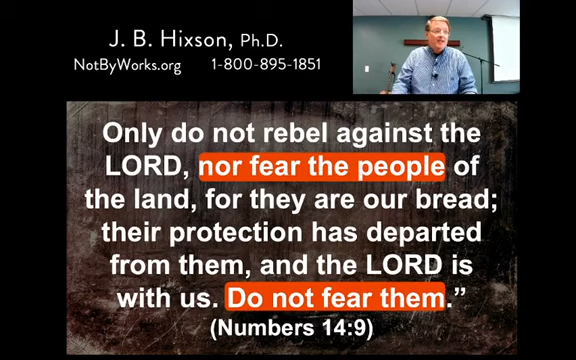 J. B. Hixson, Ph.D.
NotByWorks.org 1-800-895-1851
Only do not rebel against the
LORD, nor fear the people of
the land, for they are our bread;
their protection has departed
from them, and the LORD is
with us. Do not fear them.”
(Numbers 14:9)